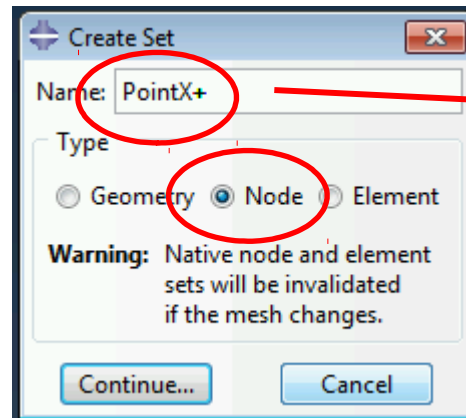 Create Set
Name: PointX+
Type
Geometry Node Element
Warning: Native node and element
sets will be invalidated
if the mesh changes.
Continue... Cancel